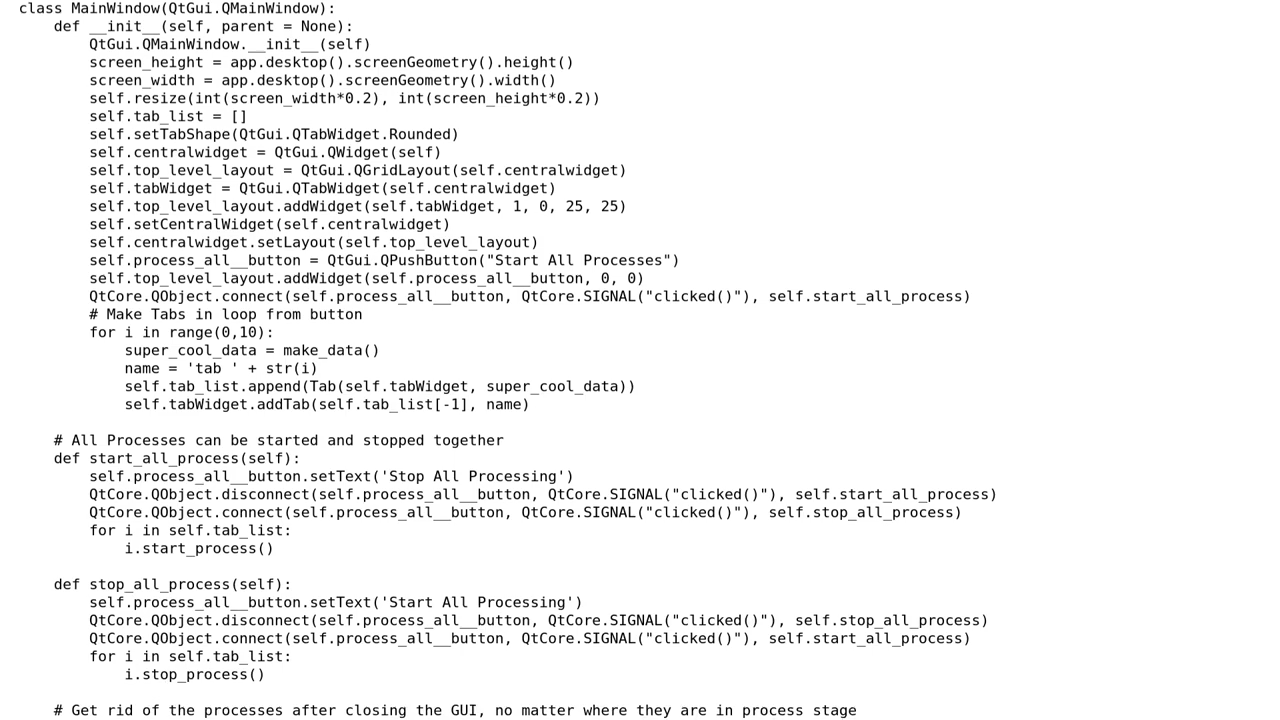 class MainWindow(QtGui.QMainWindow):
    def __init__(self, parent = None):
        QtGui.QMainWindow.__init__(self)
        screen_height = app.desktop().screenGeometry().height()
        screen_width = app.desktop().screenGeometry().width()
        self.resize(int(screen_width*0.2), int(screen_height*0.2))
        self.tab_list = []
        self.setTabShape(QtGui.QTabWidget.Rounded)
        self.centralwidget = QtGui.QWidget(self)
        self.top_level_layout = QtGui.QGridLayout(self.centralwidget)
        self.tabWidget = QtGui.QTabWidget(self.centralwidget)
        self.top_level_layout.addWidget(self.tabWidget, 1, 0, 25, 25)
        self.setCentralWidget(self.centralwidget)
        self.centralwidget.setLayout(self.top_level_layout)
        self.process_all__button = QtGui.QPushButton("Start All Processes")
        self.top_level_layout.addWidget(self.process_all__button, 0, 0)
        QtCore.QObject.connect(self.process_all__button, QtCore.SIGNAL("clicked()"), self.start_all_process)
        # Make Tabs in loop from button
        for i in range(0,10):
            super_cool_data = make_data()
            name = 'tab ' + str(i)
            self.tab_list.append(Tab(self.tabWidget, super_cool_data))
            self.tabWidget.addTab(self.tab_list[-1], name)

    # All Processes can be started and stopped together
    def start_all_process(self):
        self.process_all__button.setText('Stop All Processing')
        QtCore.QObject.disconnect(self.process_all__button, QtCore.SIGNAL("clicked()"), self.start_all_process)
        QtCore.QObject.connect(self.process_all__button, QtCore.SIGNAL("clicked()"), self.stop_all_process)
        for i in self.tab_list:
            i.start_process()

    def stop_all_process(self):
        self.process_all__button.setText('Start All Processing')
        QtCore.QObject.disconnect(self.process_all__button, QtCore.SIGNAL("clicked()"), self.stop_all_process)
        QtCore.QObject.connect(self.process_all__button, QtCore.SIGNAL("clicked()"), self.start_all_process)
        for i in self.tab_list:
            i.stop_process()

    # Get rid of the processes after closing the GUI, no matter where they are in process stage